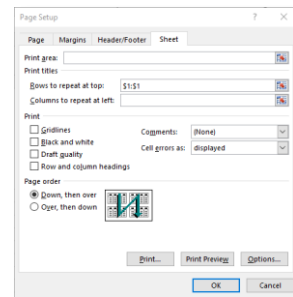 Page Setup ? ×
Page Margins Header/Footer Sheet
Print area:
Print titles
Rows to repeat at top: $1:$1
Columns to repeat at left:
Print
Gridlines Comments: (None)
Black and white Cell errors as: displayed
Draft quality
Row and column headings
Page order
Down, then over
Over, then down
Print... Print Preview Options...
OK Cancel